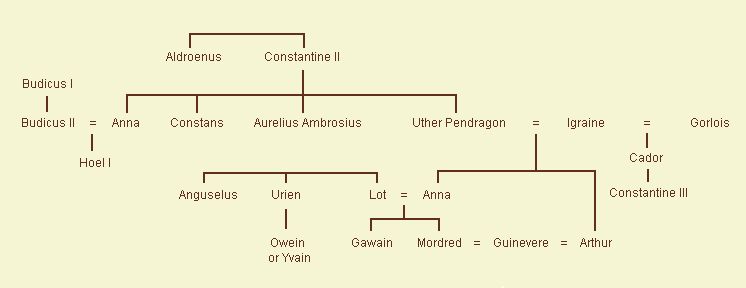 Aldroenus Constantine II
Budicus I
Budicus II = Anna Constans Aurelius Ambrosius Uther Pendragon = Igraine = Gorlois
Hoel I Cador
Anguselus Urien Lot = Anna Constantine III
Owein Gawain Mordred = Guinevere = Arthur
or Yvain